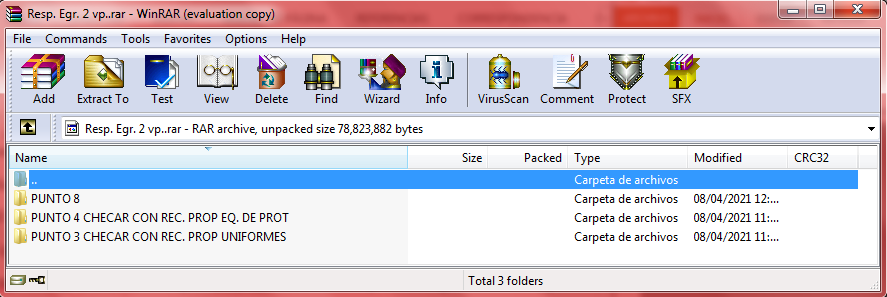 Resp. Egr. 2 vp..rar - WinRAR (evaluation copy)
File Commands Tools Favorites Options Help
Add Extract To Test View Delete Find Wizard Info VirusScan Comment Protect SFX
Resp. Egr. 2 vp..rar - RAR archive, unpacked size 78,823,882 bytes
Name Size Packed Type Modified CRC32
.. Carpeta de archivos
PUNTO 8 Carpeta de archivos 08/04/2021 12:...
PUNTO 4 CHECAR CON REC. PROP EQ. DE PROT Carpeta de archivos 08/04/2021 11:...
PUNTO 3 CHECAR CON REC. PROP UNIFORMES Carpeta de archivos 08/04/2021 11:...
Total 3 folders